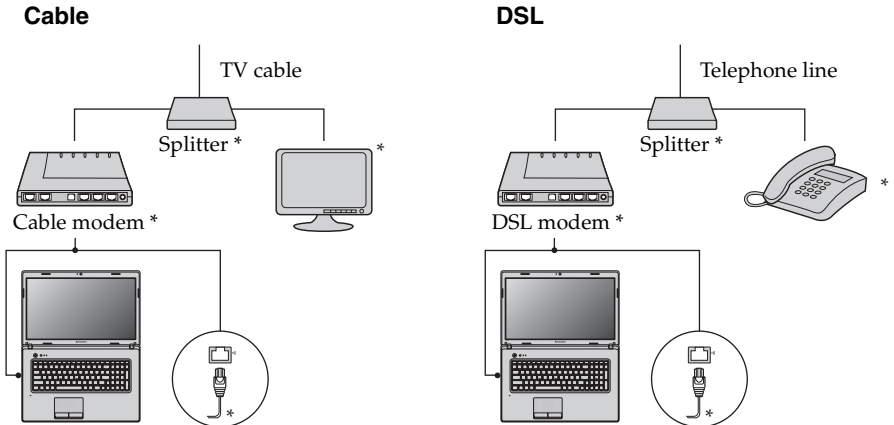 Cable
TV cable
Splitter *
*
Cable modem *
*
DSL
Telephone line
Splitter *
*
DSL modem *
*